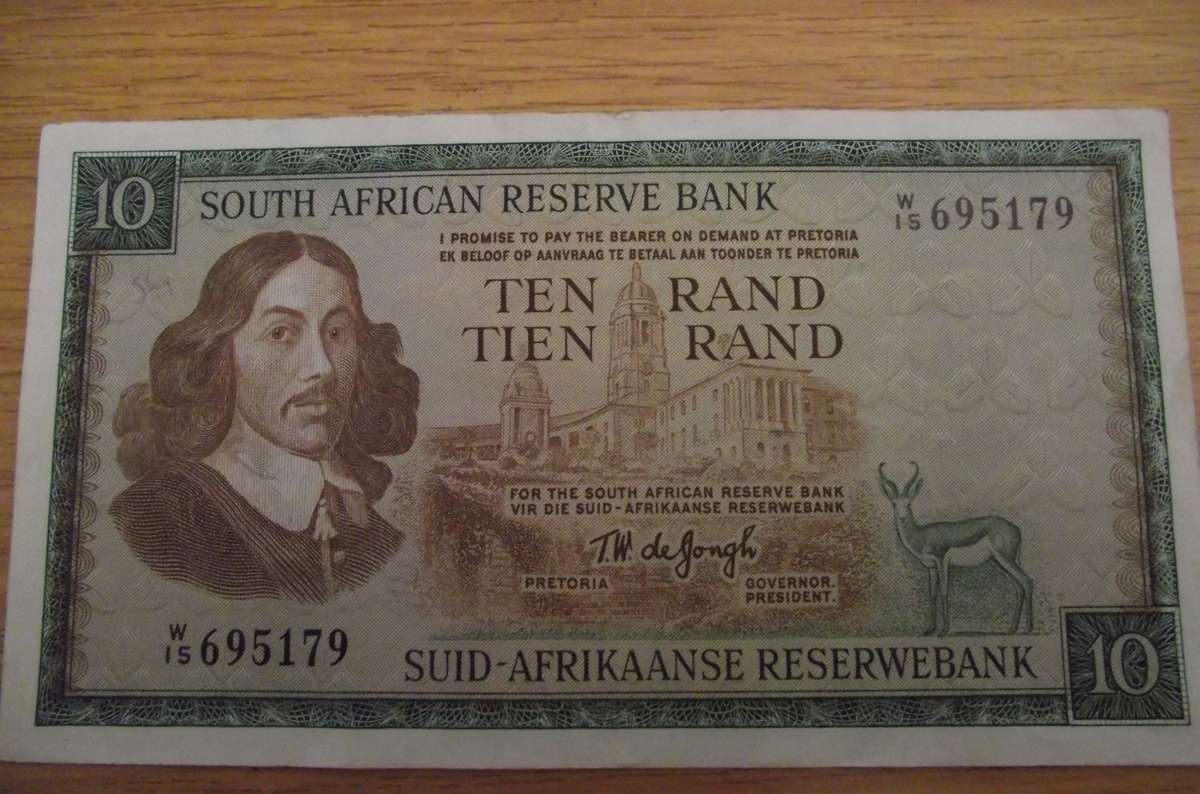 10
SOUTH AFRICAN RESERVE BANK
W/15 695179
I PROMISE TO PAY THE BEARER ON DEMAND AT PRETORIA
EK BELOOF OP AANVRAAG TE BETAAL AAN TOONDER TE PRETORIA
TEN RAND
TIEN RAND
FOR THE SOUTH AFRICAN RESERVE BANK
VIR DIE SUID-AFRIKAANSE RESERWEBANK
T.W. de Jongh
PRETORIA GOVERNOR.
PRESIDENT.
W/15 695179
SUID-AFRIKAANSE RESERWEBANK
10